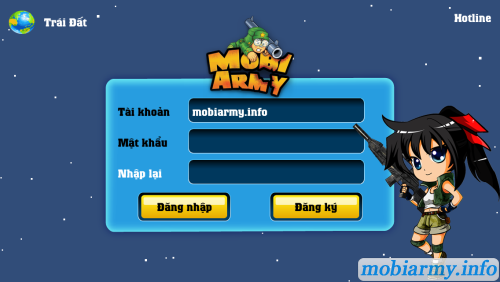 Trái Đất
Hotline
MOBI
ARMY
Tài khoản
mobiarmy.info
Mật khẩu
Nhập lại
Đăng nhập
Đăng ký
mobiarmy.info